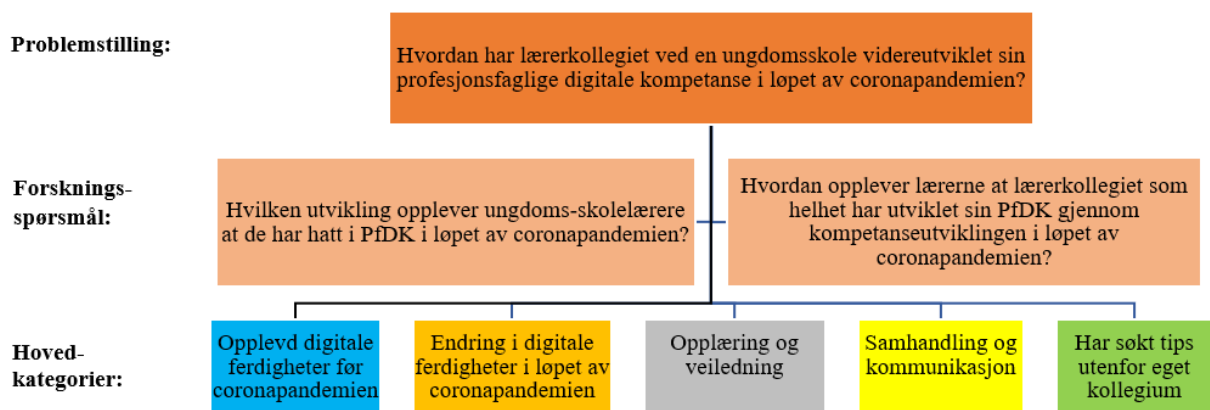 Problemstilling:
Hvordan har lærerkollegiet ved en ungdomsskole videreutviklet sin
profesjonsfaglige digitale kompetanse i løpet av coronapandemien?
Forsknings-
spørsmål:
Hvilken utvikling opplever ungdoms-skolelærere
at de har hatt i PfDK i løpet av coronapandemien?
Hvordan opplever lærerne at lærerkollegiet som
helhet har utviklet sin PfDK gjennom
kompetanseutviklingen i løpet av
coronapandemien?
Hoved-
kategorier:
Opplevd digitale
ferdigheter før
coronapandemien
Endring i digitale
ferdigheter i løpet av
coronapandemien
Opplæring og
veiledning
Samhandling og
kommunikasjon
Har søkt tips
utenfor eget
kollegium